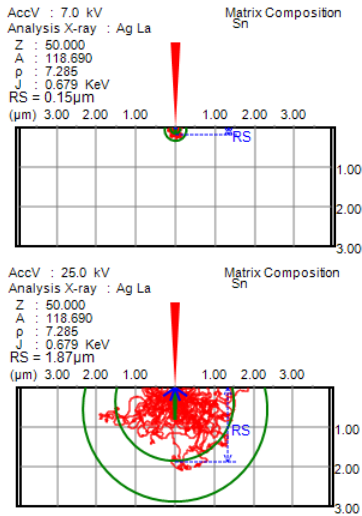 AccV : 7.0 kV Matrix Composition
Analysis X-ray : Ag La Sn
Z : 50.000
A : 118.690
ρ : 7.285
J : 0.679 KeV
RS = 0.15μm
(μm) 3.00 2.00 1.00 1.00 2.00 3.00
RS
1.00
2.00
3.00
AccV : 25.0 kV Matrix Composition
Analysis X-ray : Ag La Sn
Z : 50.000
A : 118.690
ρ : 7.285
J : 0.679 KeV
RS = 1.87μm
(μm) 3.00 2.00 1.00 1.00 2.00 3.00
1.00
RS
2.00
3.00